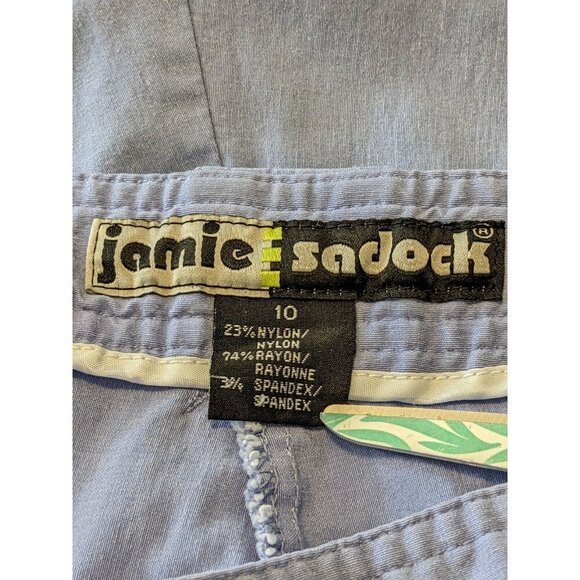 jamie sadock®
10
23% NYLON/
NYLON
74% RAYON/
RAYONNE
3% SPANDEX/
SPANDEX